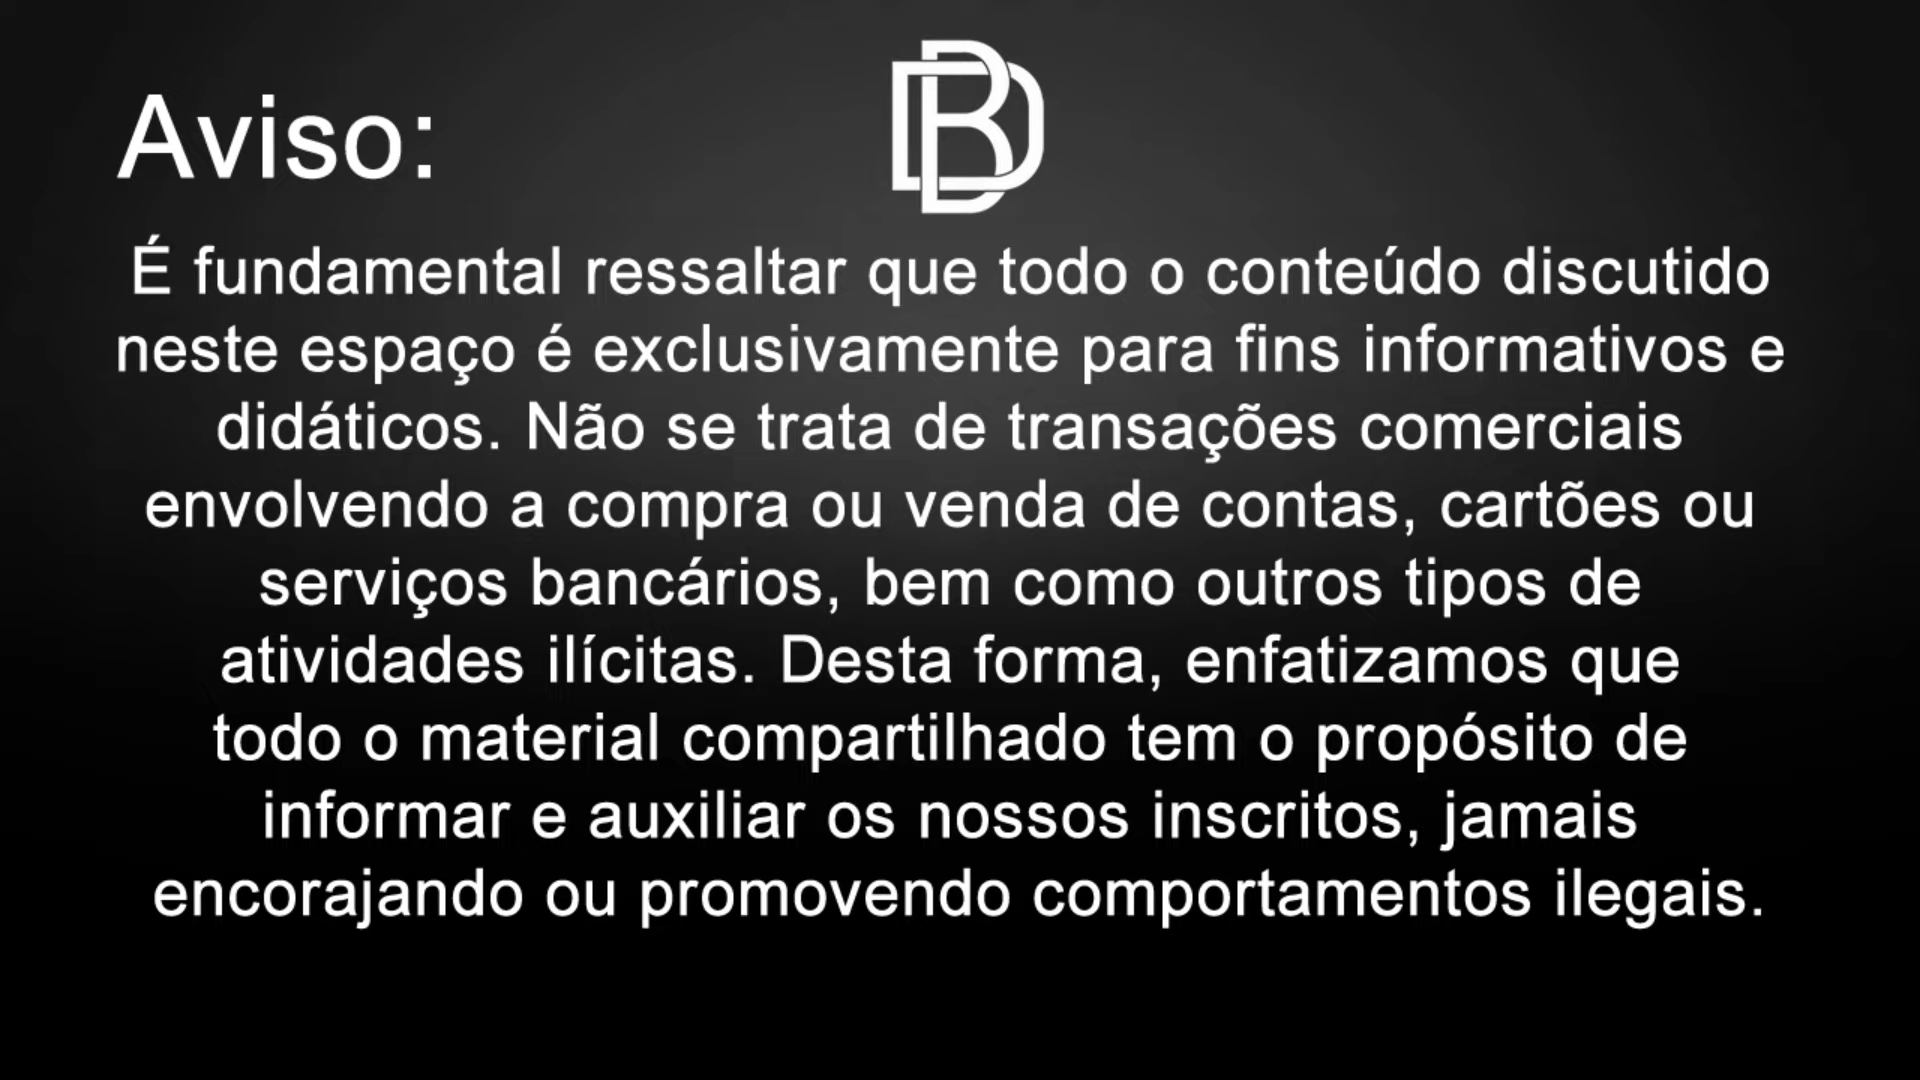 BD
Aviso:
É fundamental ressaltar que todo o conteúdo discutido
neste espaço é exclusivamente para fins informativos e
didáticos. Não se trata de transações comerciais
envolvendo a compra ou venda de contas, cartões ou
serviços bancários, bem como outros tipos de
atividades ilícitas. Desta forma, enfatizamos que
todo o material compartilhado tem o propósito de
informar e auxiliar os nossos inscritos, jamais
encorajando ou promovendo comportamentos ilegais.